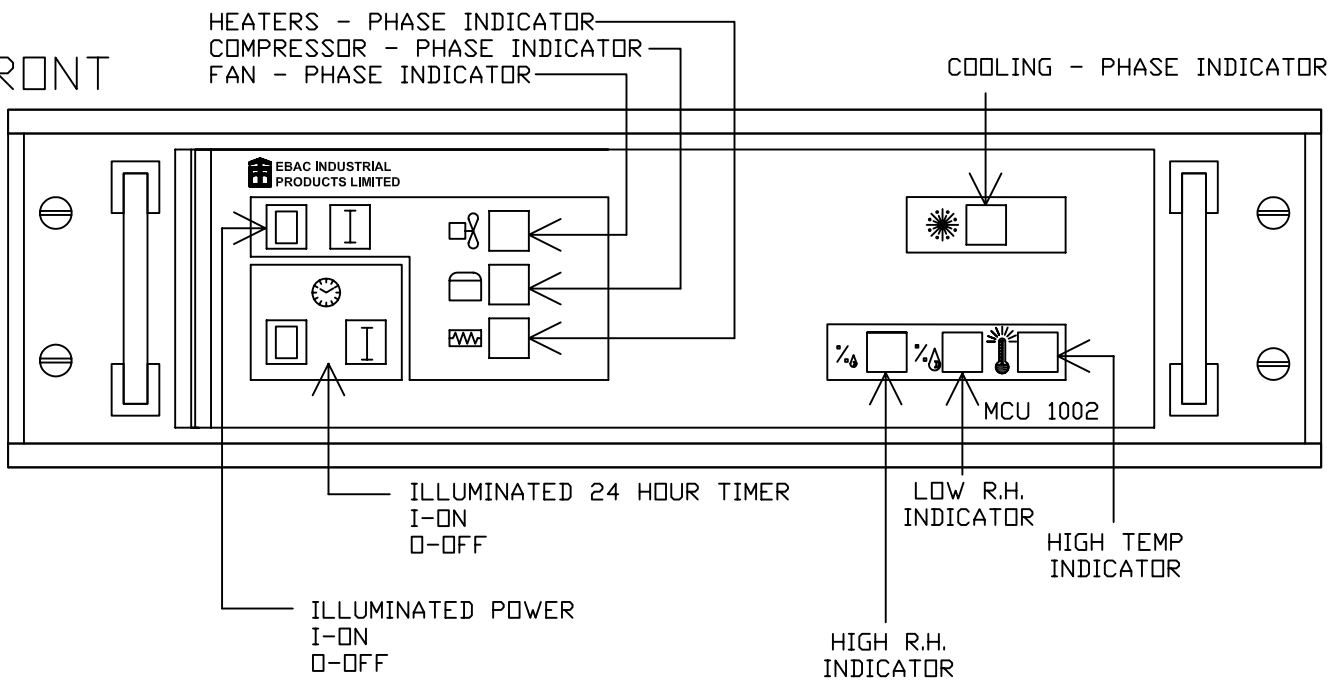 HEATERS - PHASE INDICATOR
COMPRESSOR - PHASE INDICATOR
FAN - PHASE INDICATOR
RONT
COOLING - PHASE INDICATOR
EBAC INDUSTRIAL
PRODUCTS LIMITED
MCU 1002
ILLUMINATED 24 HOUR TIMER
I-ON
O-OFF
LOW R.H.
INDICATOR
HIGH TEMP
INDICATOR
ILLUMINATED POWER
I-ON
O-OFF
HIGH R.H.
INDICATOR